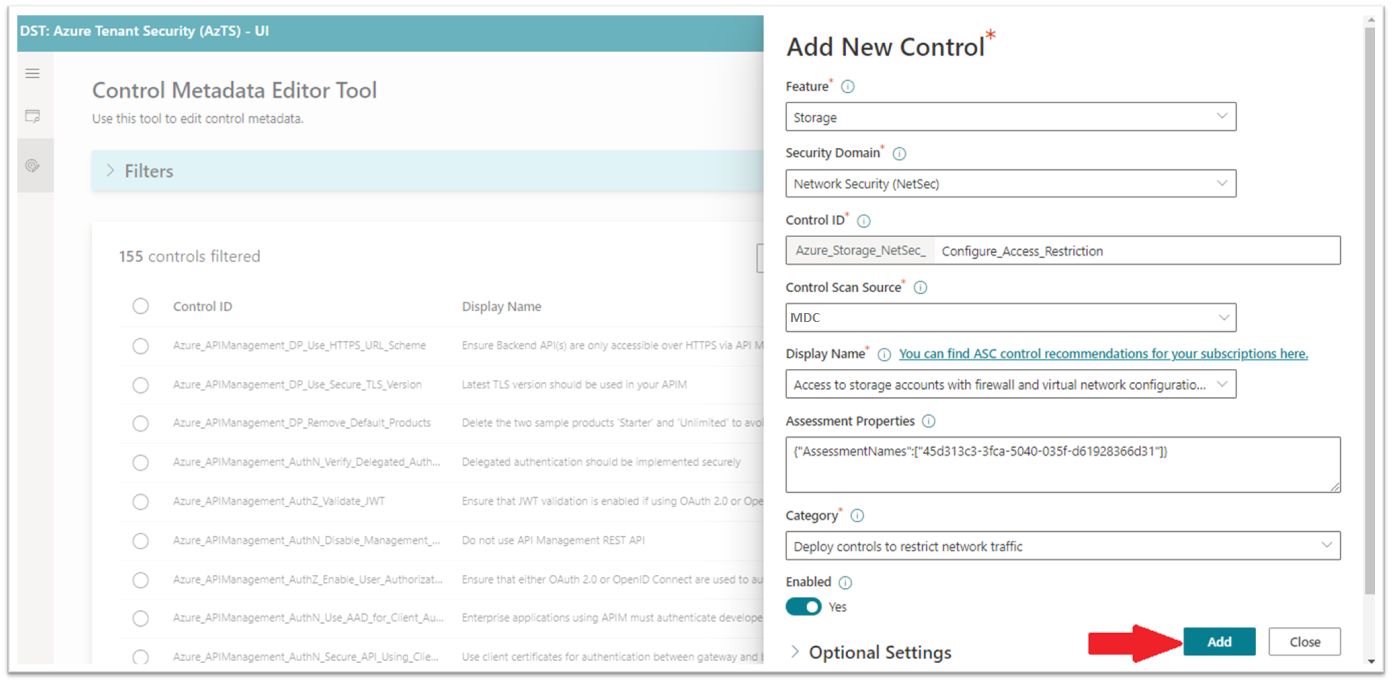 DST: Azure Tenant Security (AzTS) - UI
Control Metadata Editor Tool
Use this tool to edit control metadata.
Filters
155 controls filtered
Control ID Display Name
Azure_APIManagement_DP_Use_HTTPS_URL_Scheme Ensure Backend API(s) are only accessible over HTTPS via API M
Azure_APIManagement_DP_Use_Secure_TLS_Version Latest TLS version should be used in your APIM
Azure_APIManagement_DP_Remove_Default_Products Delete the two sample products 'Starter' and 'Unlimited' to avoi
Azure_APIManagement_AuthN_Verify_Delegated_Auth... Delegated authentication should be implemented securely
Azure_APIManagement_AuthZ_Validate_JWT Ensure that JWT validation is enabled if using OAuth 2.0 or Ope
Azure_APIManagement_AuthN_Disable_Management_... Do not use API Management REST API
Azure_APIManagement_AuthZ_Enable_User_Authorizat... Ensure that either OAuth 2.0 or OpenID Connect are used to au
Azure_APIManagement_AuthN_Use_AAD_for_Client_Au... Enterprise applications using APIM must authenticate develope
Azure_APIManagement_AuthN_Secure_API_Using_Clie... Use client certificates for authentication between gateway and b
Add New Control*
Feature*
Storage
Security Domain*
Network Security (NetSec)
Control ID*
Azure_Storage_NetSec_ Configure_Access_Restriction
Control Scan Source*
MDC
Display Name* You can find ASC control recommendations for your subscriptions here.
Access to storage accounts with firewall and virtual network configuratio...
Assessment Properties
{"AssessmentNames":["45d313c3-3fca-5040-035f-d61928366d31"]}
Category*
Deploy controls to restrict network traffic
Enabled
Yes
Add Close
Optional Settings